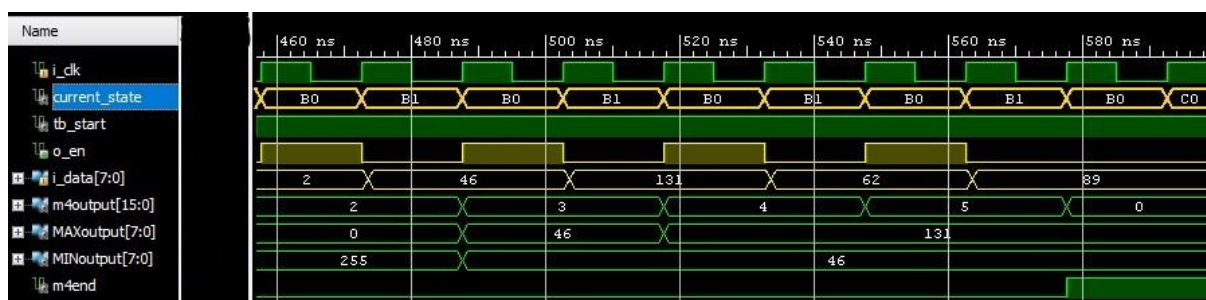 Name
460 ns 480 ns 500 ns 520 ns 540 ns 560 ns 580 ns
i_clk
current_state B0 B1 B0 B1 B0 B1 B0 B1 B0 C0
tb_start
o_en
i_data[7:0] 2 46 131 62 89
m4output[15:0] 2 3 4 5 0
MAXoutput[7:0] 0 46 131
MINoutput[7:0] 255 46
m4end